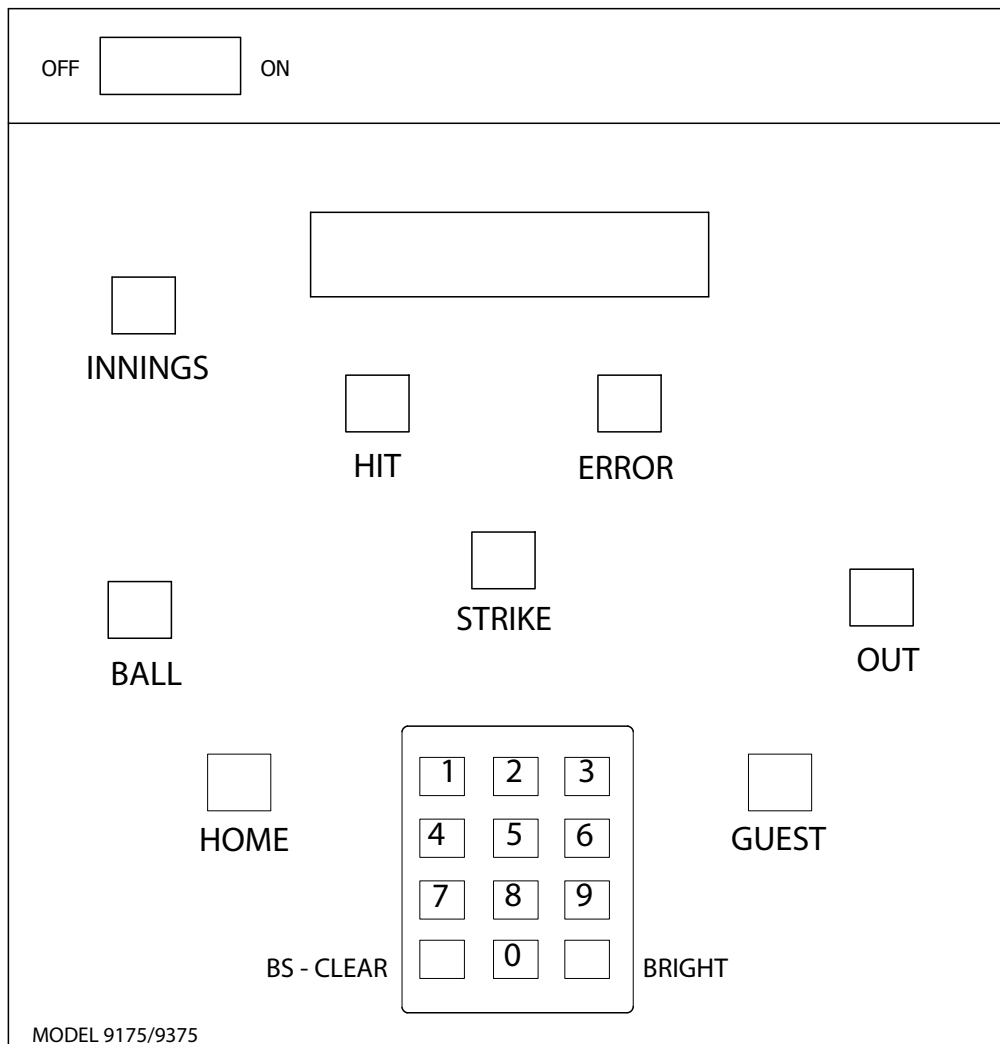 OFF ON
INNINGS
HIT ERROR
STRIKE
BALL OUT
1 2 3
HOME 4 5 6 GUEST
7 8 9
BS - CLEAR 0 BRIGHT
MODEL 9175/9375